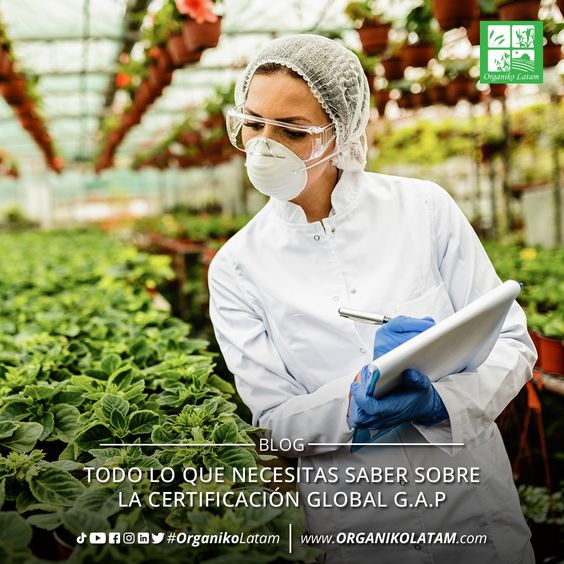 Organiko Latam
BLOG
TODO LO QUE NECESITAS SABER SOBRE
LA CERTIFICACIÓN GLOBAL G.A.P
#OrganikoLatam | www.ORGANIKOLATAM.com